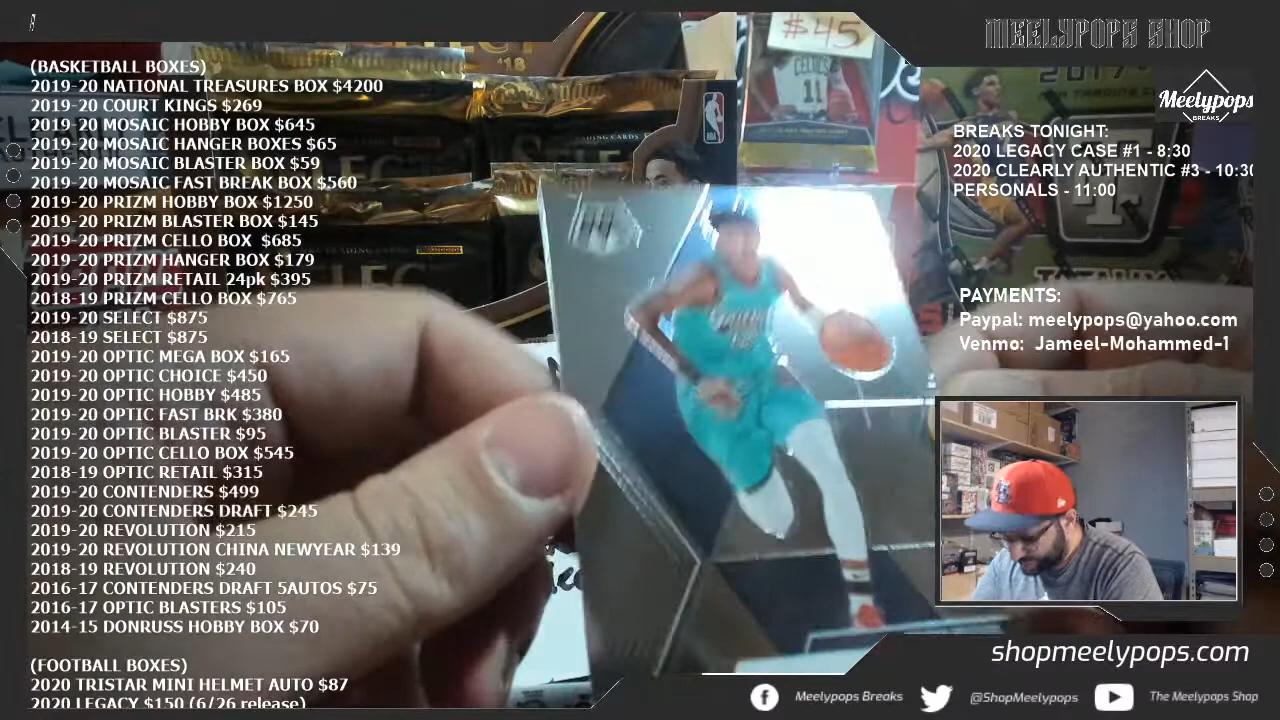 MEELYPOPS SHOP
$45
CELTICS
11
'18
2017-
Meelypops
BREAKS
(BASKETBALL BOXES)
2019-20 NATIONAL TREASURES BOX $4200
2019-20 COURT KINGS $269
2019-20 MOSAIC HOBBY BOX $645
2019-20 MOSAIC HANGER BOXES $65
2019-20 MOSAIC BLASTER BOX $59
2019-20 MOSAIC FAST BREAK BOX $560
2019-20 PRIZM HOBBY BOX $1250
2019-20 PRIZM BLASTER BOX $145
2019-20 PRIZM CELLO BOX $685
2019-20 PRIZM HANGER BOX $179
2019-20 PRIZM RETAIL 24pk $395
2018-19 PRIZM CELLO BOX $765
2019-20 SELECT $875
2018-19 SELECT $875
2019-20 OPTIC MEGA BOX $165
2019-20 OPTIC CHOICE $450
2019-20 OPTIC HOBBY $485
2019-20 OPTIC FAST BRK $380
2019-20 OPTIC BLASTER $95
2019-20 OPTIC CELLO BOX $545
2018-19 OPTIC RETAIL $315
2019-20 CONTENDERS $499
2019-20 CONTENDERS DRAFT $245
2019-20 REVOLUTION $215
2019-20 REVOLUTION CHINA NEWYEAR $139
2018-19 REVOLUTION $240
2016-17 CONTENDERS DRAFT 5AUTOS $75
2016-17 OPTIC BLASTERS $105
2014-15 DONRUSS HOBBY BOX $70
(FOOTBALL BOXES)
2020 TRISTAR MINI HELMET AUTO $87
2020 LEGACY $150 (6/26 release)
BREAKS TONIGHT:
2020 LEGACY CASE #1 - 8:30
2020 CLEARLY AUTHENTIC #3 - 10:30
PERSONALS - 11:00
PAYMENTS:
Paypal: meelypops@yahoo.com
Venmo: Jameel-Mohammed-1
shopmeelypops.com
Meelypops Breaks
@ShopMeelypops
The Meelypops Shop